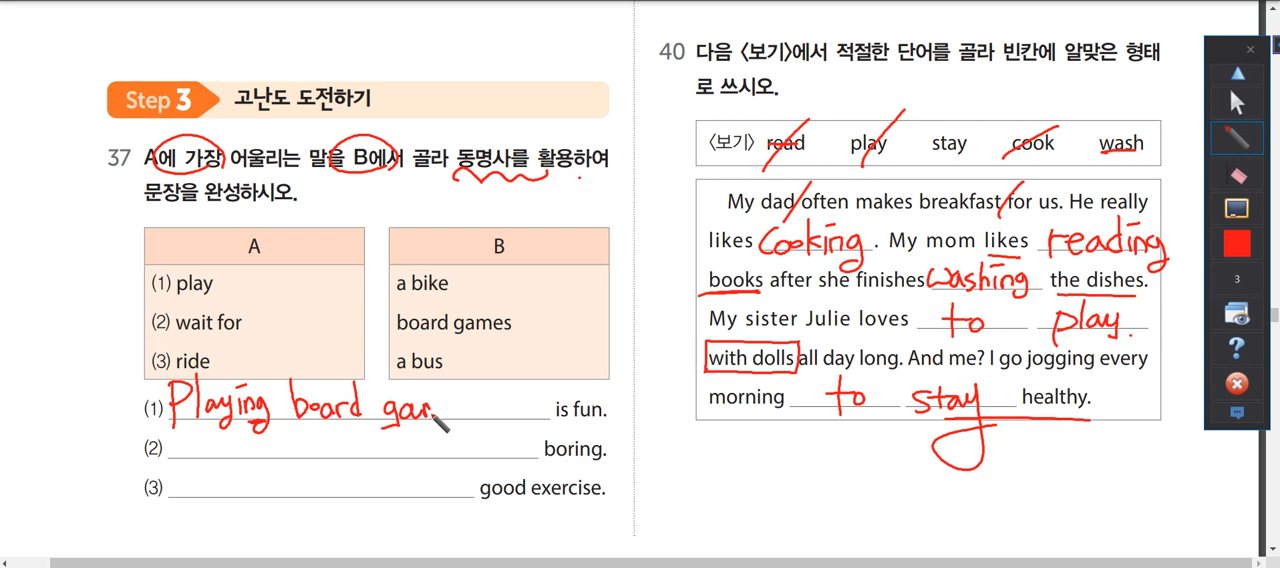 Step 3 고난도 도전하기
37 A에 가장 어울리는 말을 B에서 골라 동명사를 활용하여
문장을 완성하시오.
A B
(1) play a bike
(2) wait for board games
(3) ride a bus
(1) Playing board gam is fun.
(2) boring.
(3) good exercise.
40 다음 〈보기〉에서 적절한 단어를 골라 빈칸에 알맞은 형태
로 쓰시오.
〈보기〉 read play stay cook wash
My dad often makes breakfast for us. He really
likes cooking . My mom likes reading
books after she finishes washing the dishes.
My sister Julie loves to play.
with dolls all day long. And me? I go jogging every
morning to stay healthy.
3